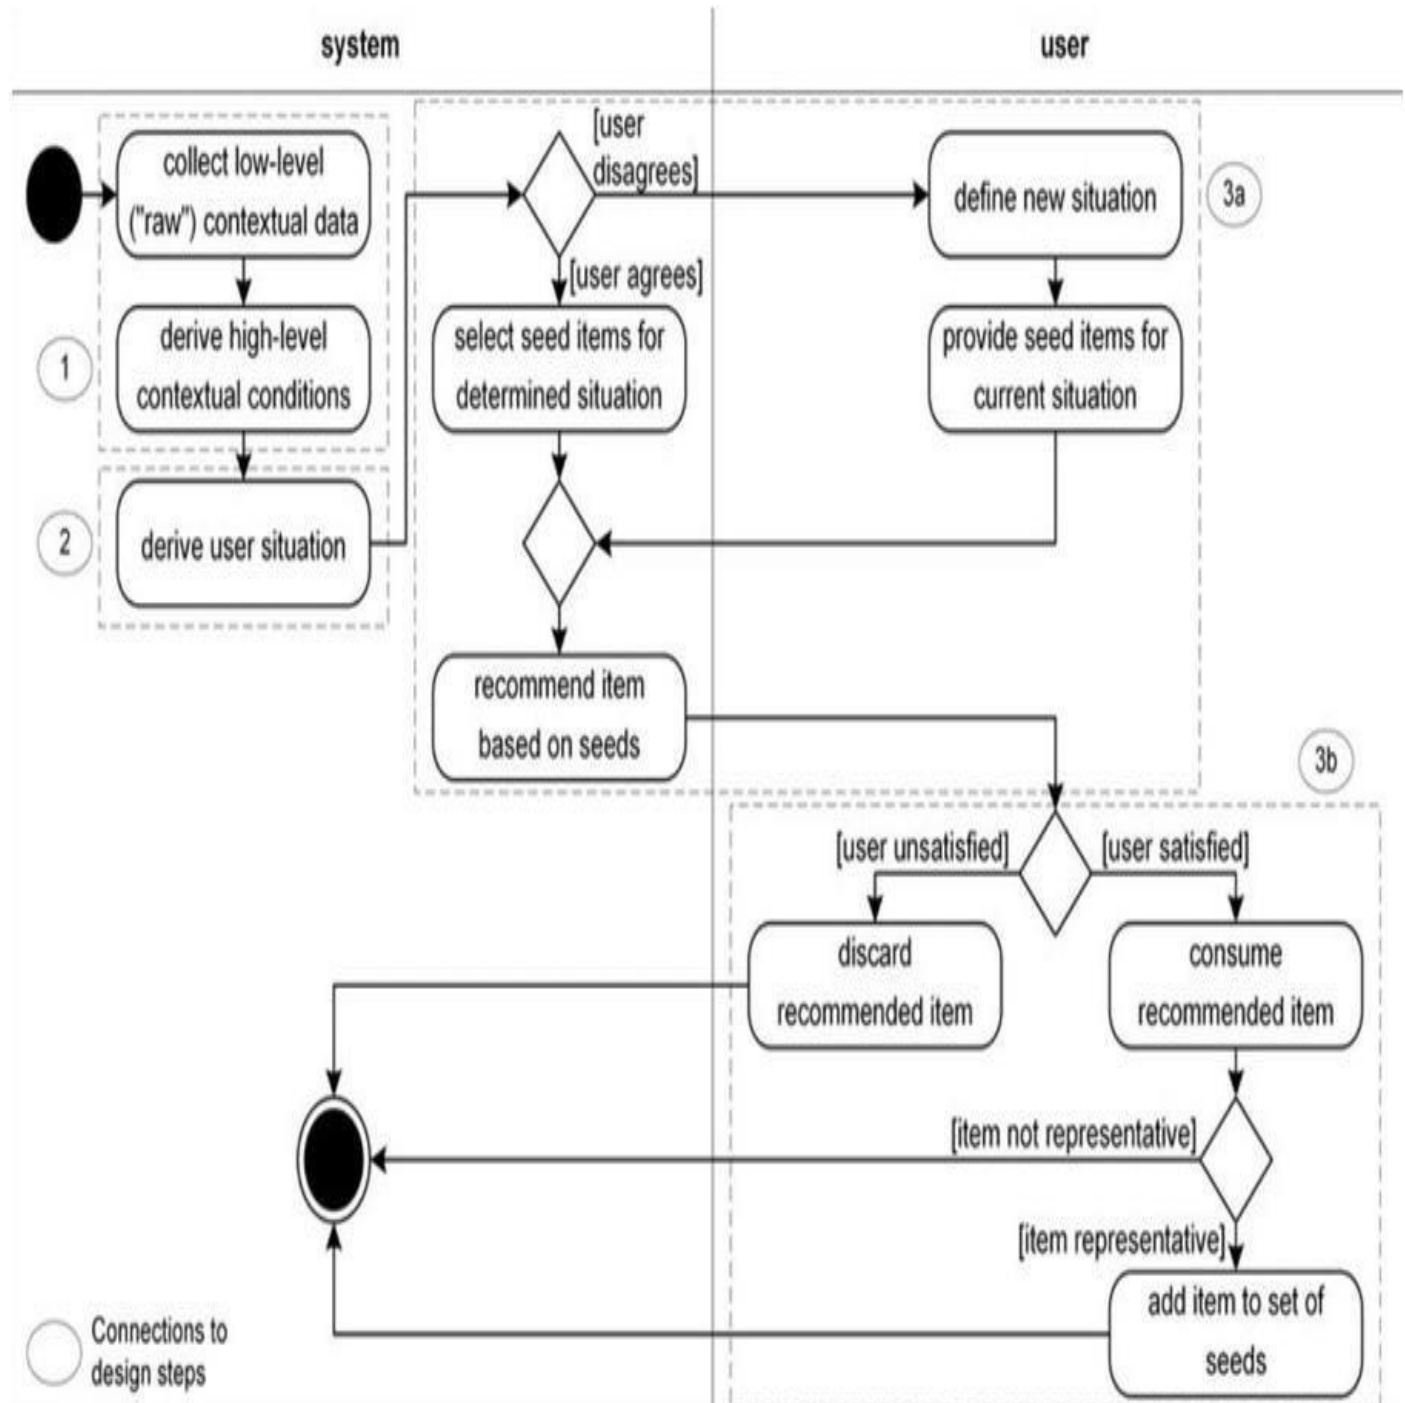 system
user
collect low-level
("raw") contextual data
[user
disagrees]
define new situation
3a
[user agrees]
derive high-level
contextual conditions
1
select seed items for
determined situation
provide seed items for
current situation
derive user situation
2
recommend item
based on seeds
3b
[user unsatisfied]
[user satisfied]
discard
recommended item
consume
recommended item
[item not representative]
[item representative]
add item to set of
seeds
Connections to
design steps